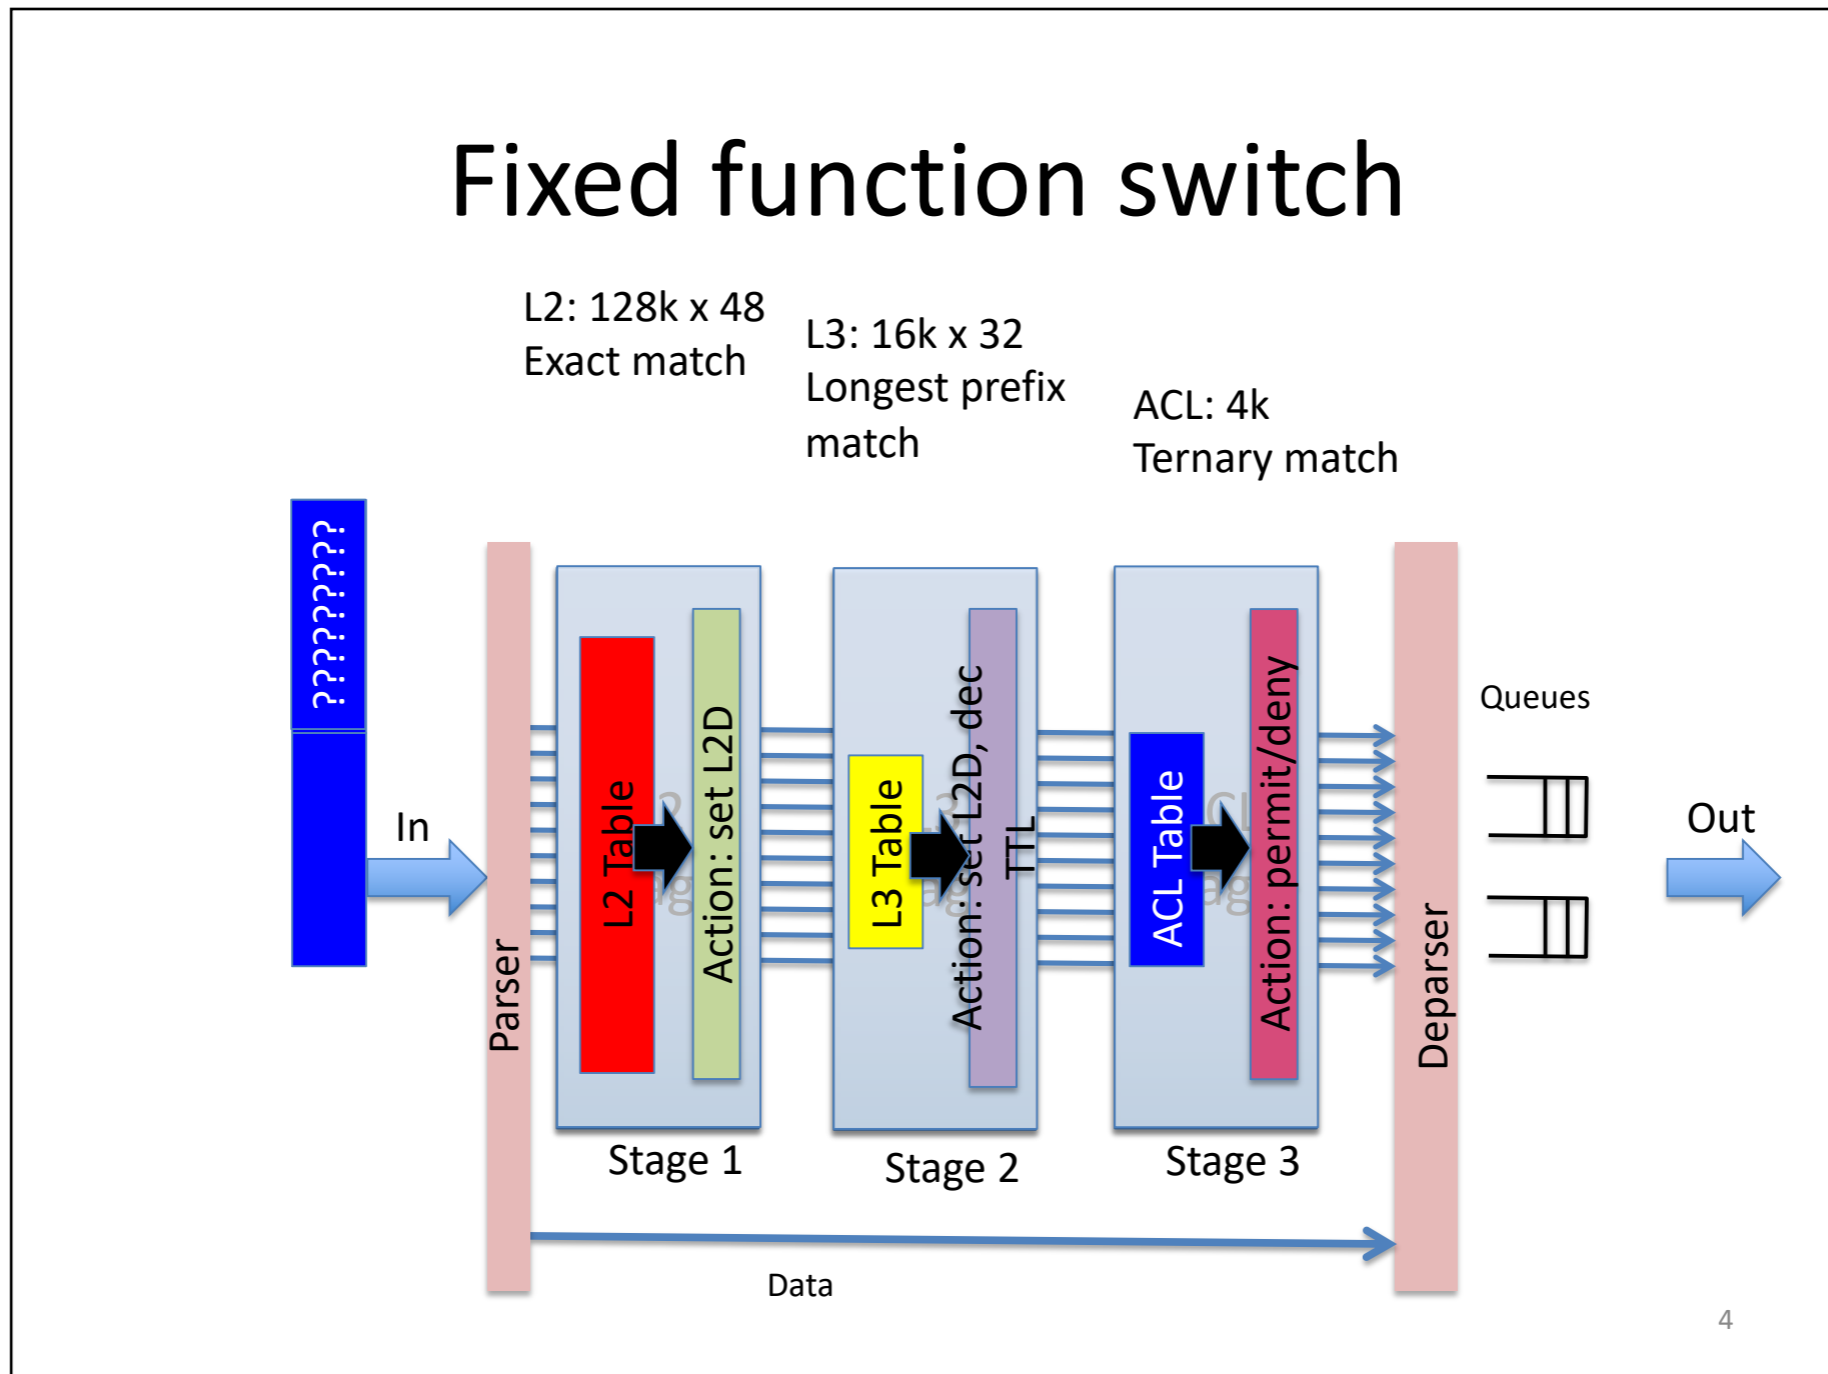 Fixed function switch
L2: 128k x 48
Exact match
L3: 16k x 32
Longest prefix
match
ACL: 4k
Ternary match
?????????
In
Parser
L2 Table
Action: set L2D
Stage 1
L3 Table
Action: set L2D, dec
TTL
Stage 2
ACL Table
Action: permit/deny
Stage 3
Deparser
Queues
Out
Data
4